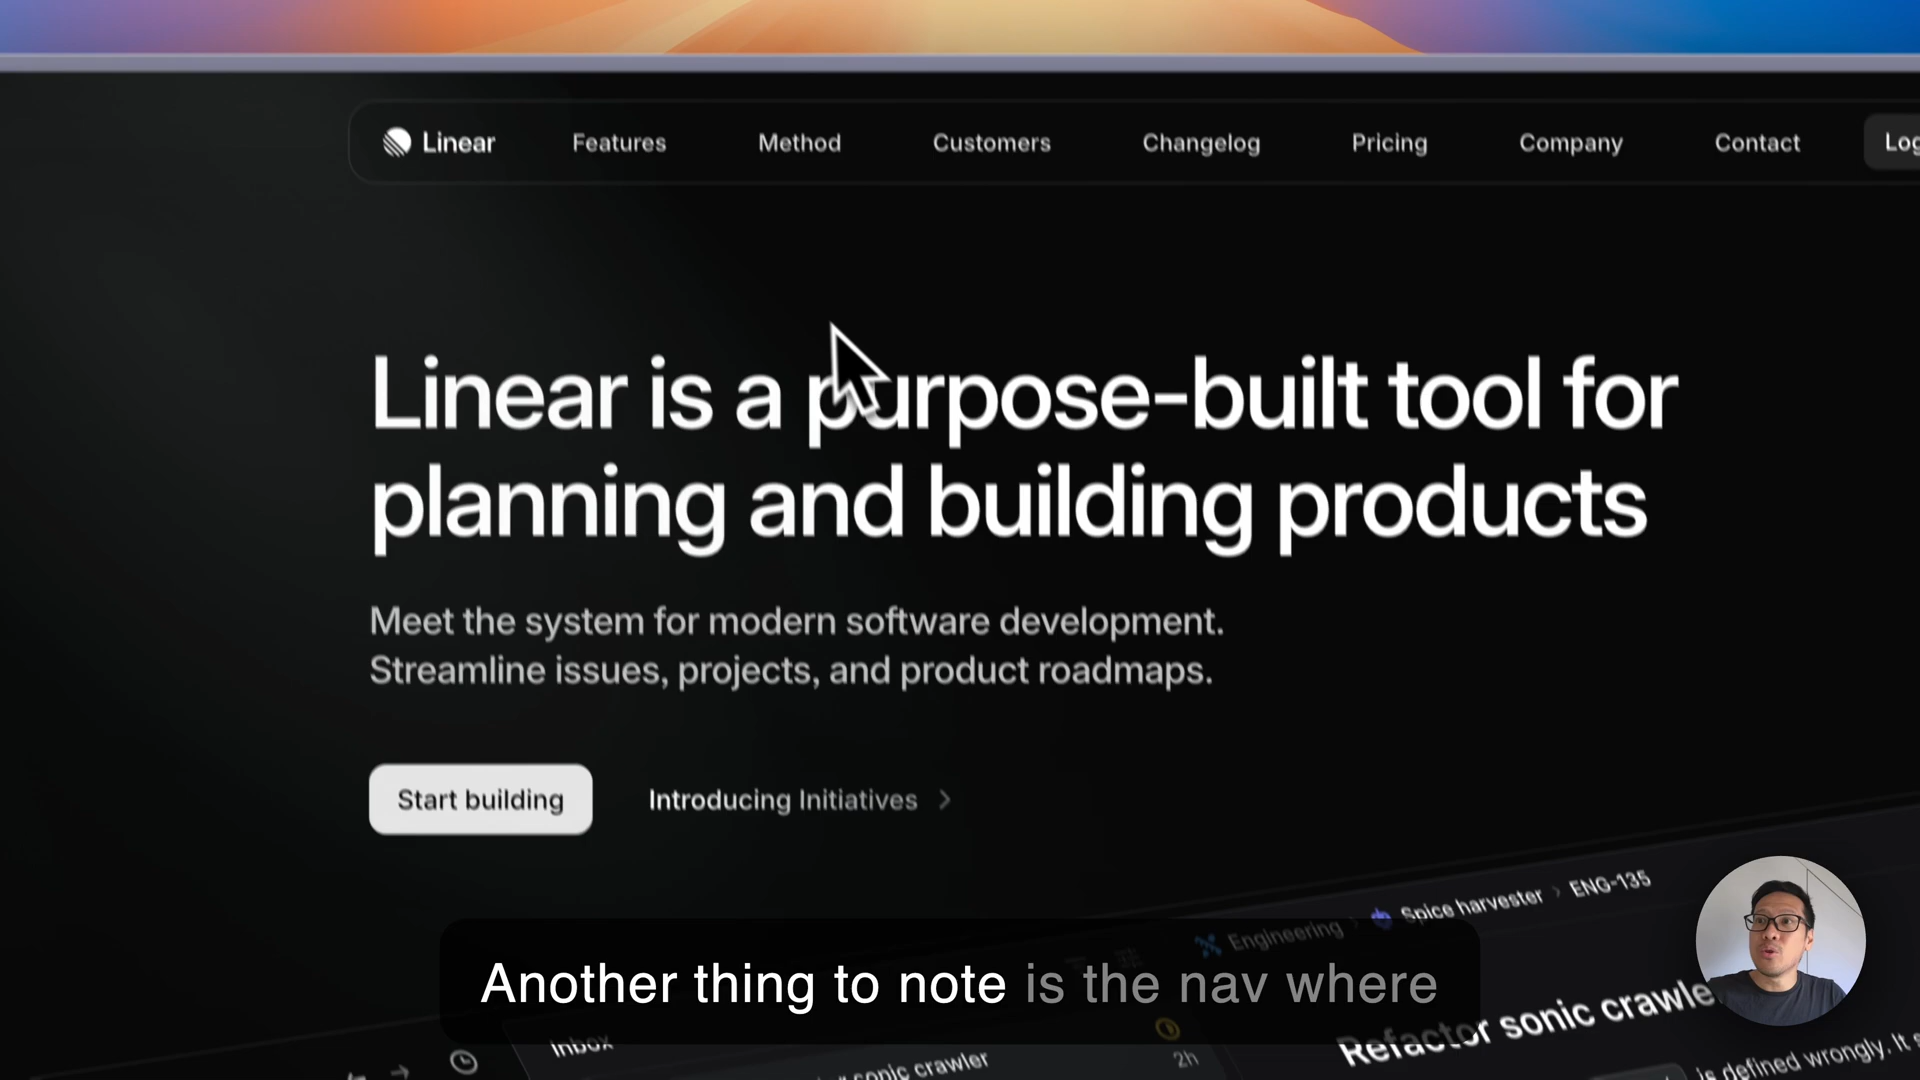 Linear Features Method Customers Changelog Pricing Company Contact
Linear is a purpose-built tool for
planning and building products
Meet the system for modern software development.
Streamline issues, projects, and product roadmaps.
Start building Introducing Initiatives
Engineering Spice harvester ENG-135
Another thing to note is the nav where
Inbox
Refactor sonic
sonic crawler
2h
is defined wrongly. It